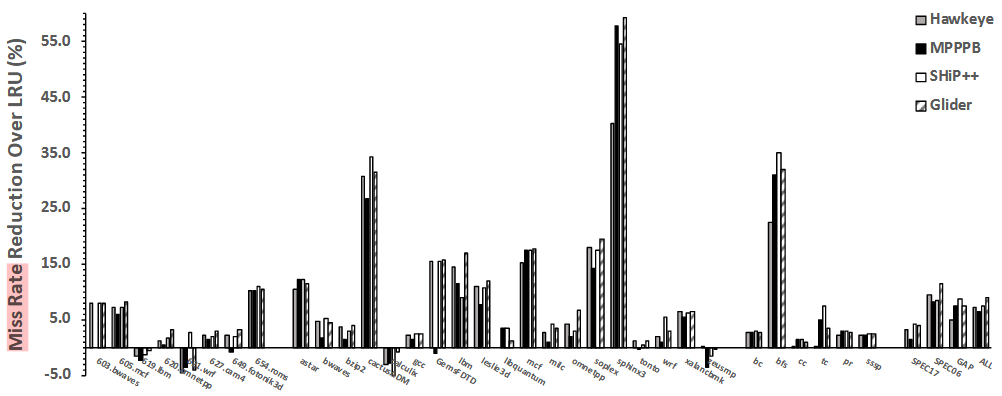 Miss Rate Reduction Over LRU (%)
55.0
45.0
35.0
25.0
15.0
5.0
-5.0
Hawkeye
MPPPB
SHiP++
Glider
603.bwaves
605.mcf
619.lbm
620.omnetpp
621.wrf
627.cam4
649.fotonik3d
654.roms
astar
bwaves
bzip2
cactusADM
calculix
gcc
GemsFDTD
lbm
leslie3d
libquantum
mcf
milc
omnetpp
soplex
sphinx3
tonto
wrf
xalancbmk
zeusmp
bc
bfs
cc
tc
pr
sssp
SPEC17
SPEC06
GAP
ALL